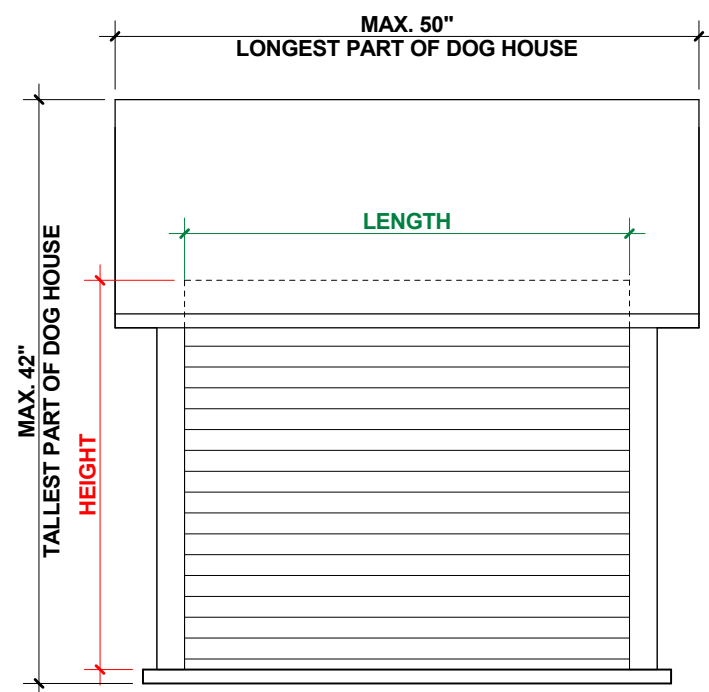 MAX. 50"
LONGEST PART OF DOG HOUSE
LENGTH
MAX. 42"
TALLEST PART OF DOG HOUSE
HEIGHT